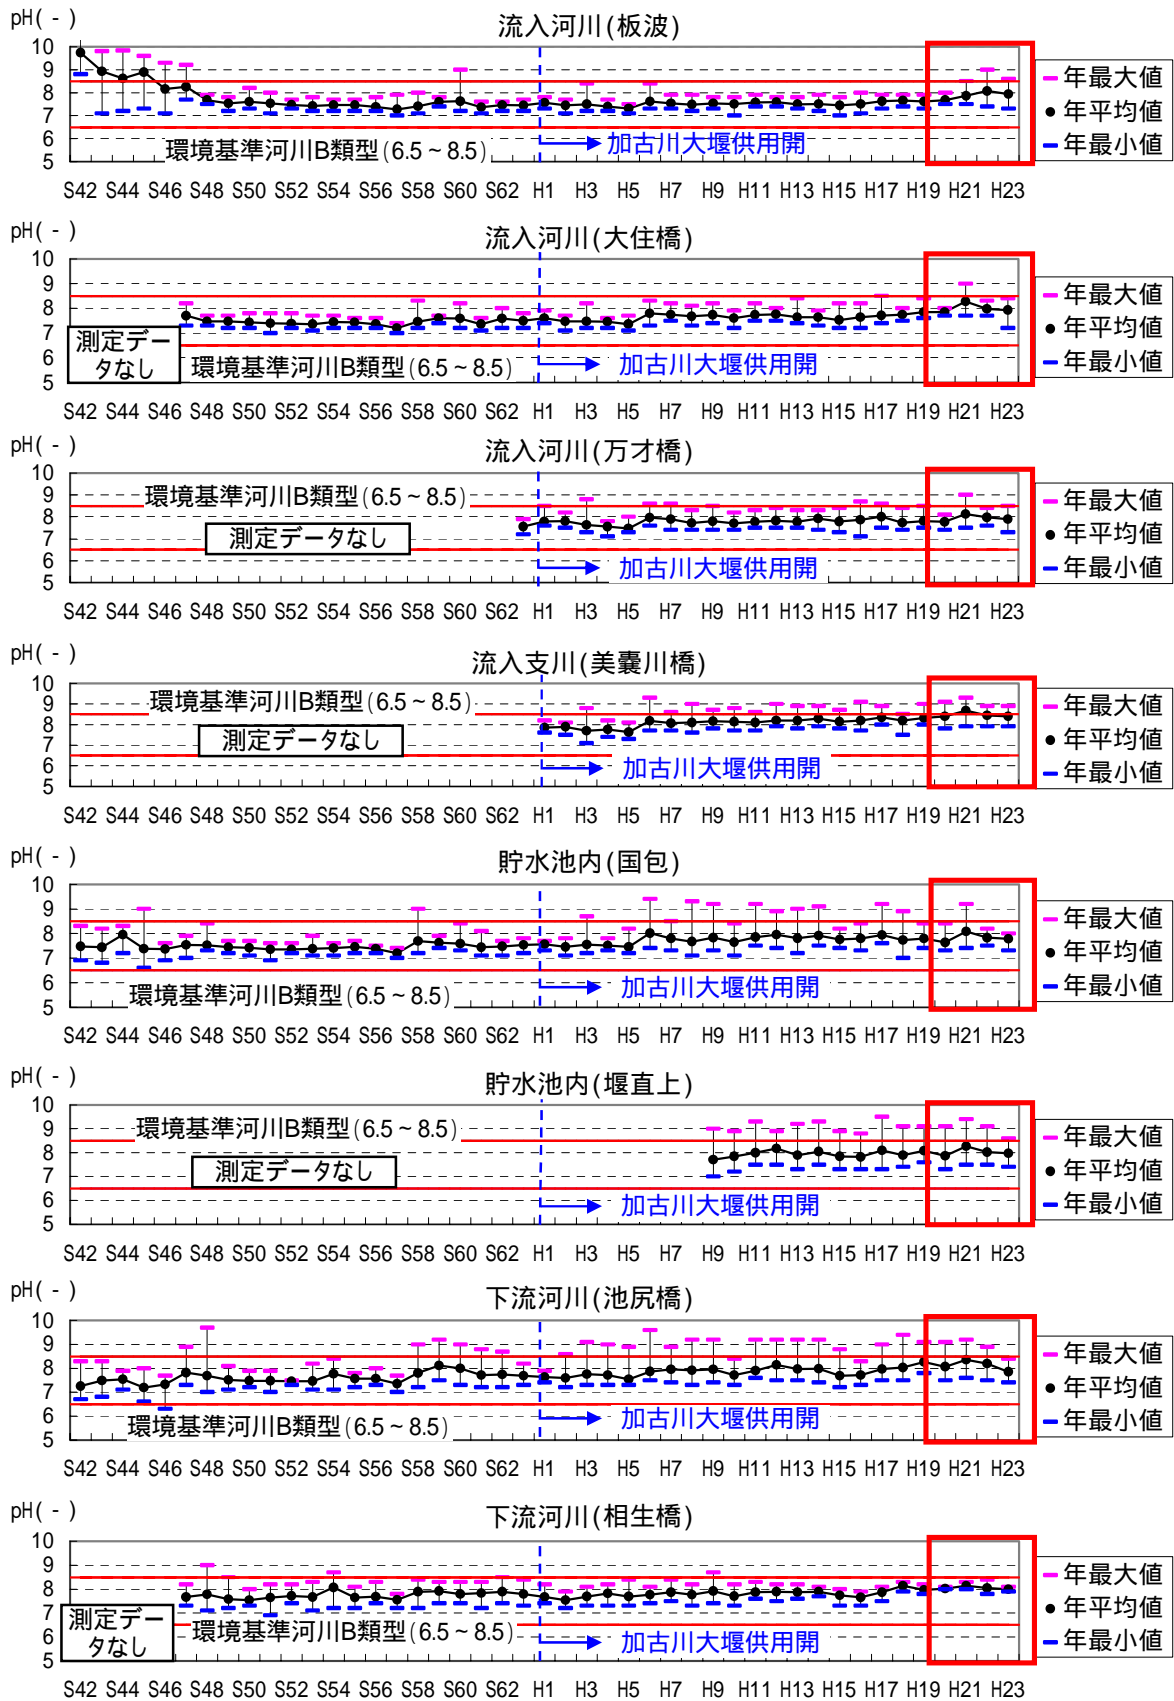 pH( - )
流入河川(板波)
10
9
8
7
6
5
環境基準河川B類型(6.5～8.5)
加古川大堰供用開
年最大値
年平均値
年最小値
S42 S44 S46 S48 S50 S52 S54 S56 S58 S60 S62 H1 H3 H5 H7 H9 H11 H13 H15 H17 H19 H21 H23
pH( - )
流入河川(大住橋)
10
9
8
7
6
5
測定デー
タなし
環境基準河川B類型(6.5～8.5)
加古川大堰供用開
年最大値
年平均値
年最小値
S42 S44 S46 S48 S50 S52 S54 S56 S58 S60 S62 H1 H3 H5 H7 H9 H11 H13 H15 H17 H19 H21 H23
pH( - )
流入河川(万才橋)
10
9
8
7
6
5
環境基準河川B類型(6.5～8.5)
測定データなし
加古川大堰供用開
年最大値
年平均値
年最小値
S42 S44 S46 S48 S50 S52 S54 S56 S58 S60 S62 H1 H3 H5 H7 H9 H11 H13 H15 H17 H19 H21 H23
pH( - )
流入支川(美嚢川橋)
10
9
8
7
6
5
環境基準河川B類型(6.5～8.5)
測定データなし
加古川大堰供用開
年最大値
年平均値
年最小値
S42 S44 S46 S48 S50 S52 S54 S56 S58 S60 S62 H1 H3 H5 H7 H9 H11 H13 H15 H17 H19 H21 H23
pH( - )
貯水池内(国包)
10
9
8
7
6
5
環境基準河川B類型(6.5～8.5)
加古川大堰供用開
年最大値
年平均値
年最小値
S42 S44 S46 S48 S50 S52 S54 S56 S58 S60 S62 H1 H3 H5 H7 H9 H11 H13 H15 H17 H19 H21 H23
pH( - )
貯水池内(堰直上)
10
9
8
7
6
5
環境基準河川B類型(6.5～8.5)
測定データなし
加古川大堰供用開
年最大値
年平均値
年最小値
S42 S44 S46 S48 S50 S52 S54 S56 S58 S60 S62 H1 H3 H5 H7 H9 H11 H13 H15 H17 H19 H21 H23
pH( - )
下流河川(池尻橋)
10
9
8
7
6
5
環境基準河川B類型(6.5～8.5)
加古川大堰供用開
年最大値
年平均値
年最小値
S42 S44 S46 S48 S50 S52 S54 S56 S58 S60 S62 H1 H3 H5 H7 H9 H11 H13 H15 H17 H19 H21 H23
pH( - )
下流河川(相生橋)
10
9
8
7
6
5
測定デー
タなし
環境基準河川B類型(6.5～8.5)
加古川大堰供用開
年最大値
年平均値
年最小値
S42 S44 S46 S48 S50 S52 S54 S56 S58 S60 S62 H1 H3 H5 H7 H9 H11 H13 H15 H17 H19 H21 H23